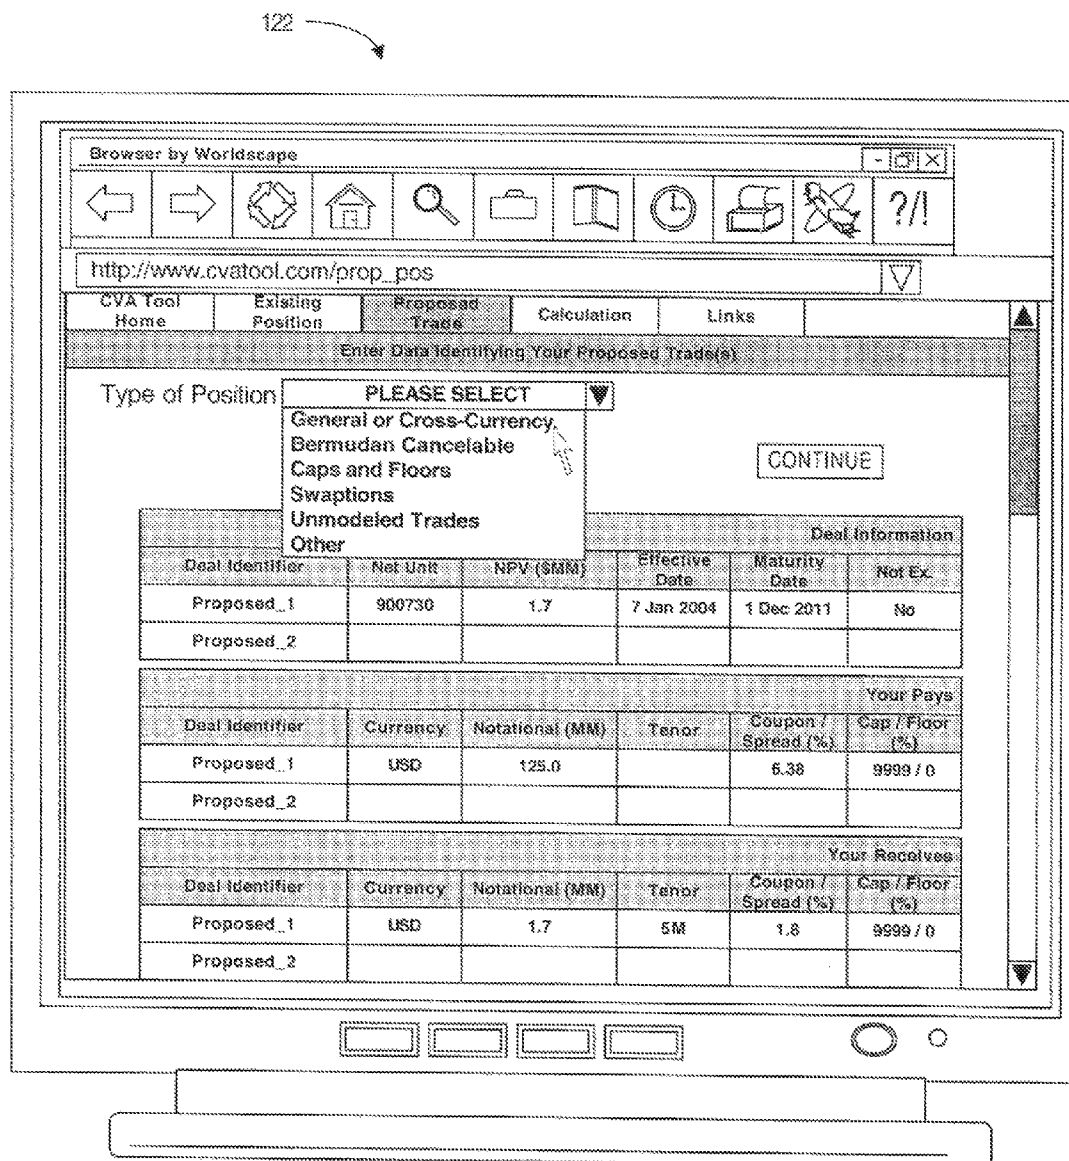 122
Browser by Worldscape
- ×
?/!
http://www.cvatool.com/prop_pos
CVA Tool Home Existing Position Proposed Trade Calculation Links
Enter Data Identifying Your Proposed Trade(s)
Type of Position PLEASE SELECT
General or Cross-Currency
Bermudan Cancelable
Caps and Floors
Swaptions
Unmodeled Trades
Other
CONTINUE
Deal Information
Deal Identifier Net Unit NPV ($MM) Effective Date Maturity Date Not Ex.
Proposed_1 900730 1.7 7 Jan 2004 1 Dec 2011 No
Proposed_2
Your Pays
Deal Identifier Currency Notational (MM) Tenor Coupon / Spread (%) Cap / Floor (%)
Proposed_1 USD 125.0 6.38 9999 / 0
Proposed_2
Your Receives
Deal Identifier Currency Notational (MM) Tenor Coupon / Spread (%) Cap / Floor (%)
Proposed_1 USD 1.7 5M 1.8 9999 / 0
Proposed_2